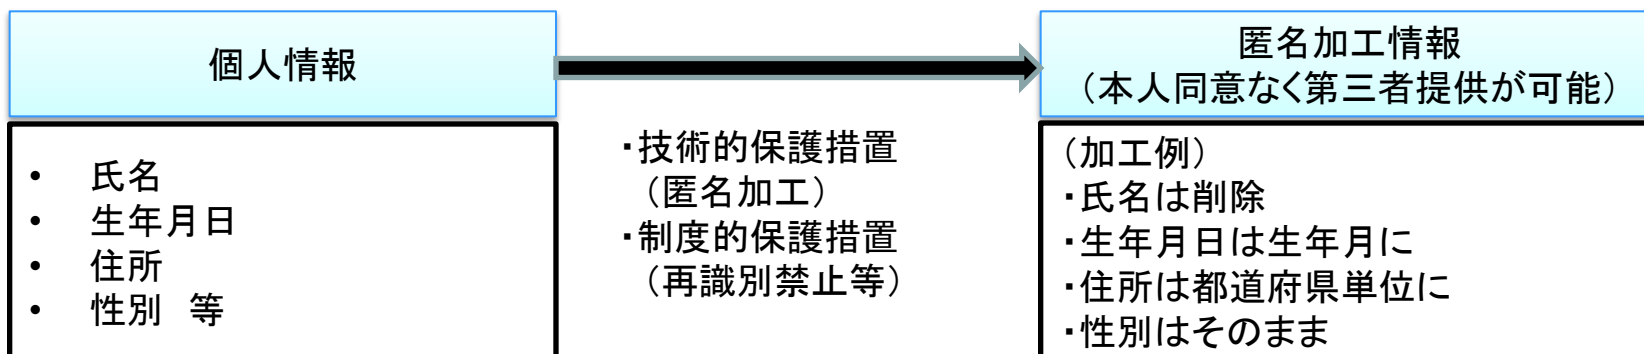 個人情報
• 氏名
• 生年月日
• 住所
• 性別　等
・技術的保護措置
（匿名加工）
・制度的保護措置
（再識別禁止等）
匿名加工情報
（本人同意なく第三者提供が可能）
（加工例）
・氏名は削除
・生年月日は生年月に
・住所は都道府県単位に
・性別はそのまま